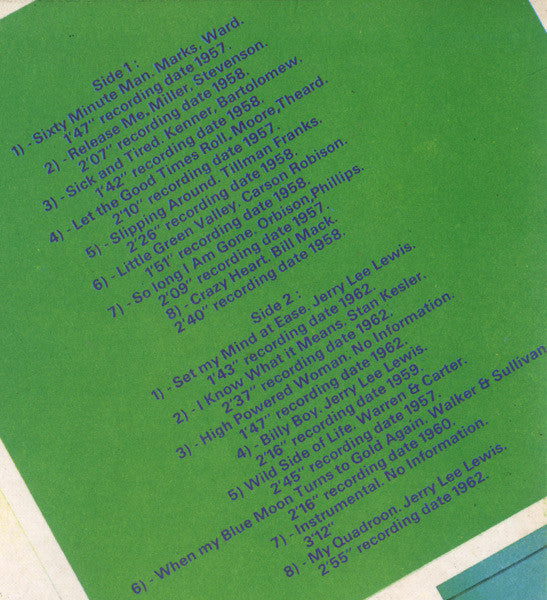 Side 1 :
1) - Sixty Minute Man. Marks, Ward.
1'47" recording date 1957.
2) - Release Me, Miller, Stevenson.
2'07" recording date 1958.
3) - Sick and Tired. Kenner, Bartolomew.
1'42" recording date 1958.
4) - Let the Good Times Roll. Moore,Theard.
2'10" recording date 1957.
5) - Slipping Around. Tillman Franks.
2'26" recording date 1958.
6) - Little Green Valley. Carson Robison.
1'51" recording date 1958.
7) - So long I Am Gone. Orbison,Phillips.
2'09" recording date 1957.
8) - Crazy Heart. Bill Mack.
2'40" recording date 1958.
Side 2 :
1) - Set my Mind at Ease. Jerry Lee Lewis.
1'43" recording date 1962.
2) - I Know What it Means. Stan Kesler.
2'37" recording date 1962.
3) - High Powered Woman. No Information.
1'47" recording date 1962.
4) - Billy Boy. Jerry Lee Lewis.
2'16" recording date 1959
5) Wild Side of Life. Warren & Carter.
2'45" recording date 1957.
6) - When my Blue Moon Turns to Gold Again. Walker & Sullivan
2'16" recording date 1960.
7) - Instrumental. No Information.
3'12"
8) - My Quadroon. Jerry Lee Lewis.
2'55" recording date 1962.